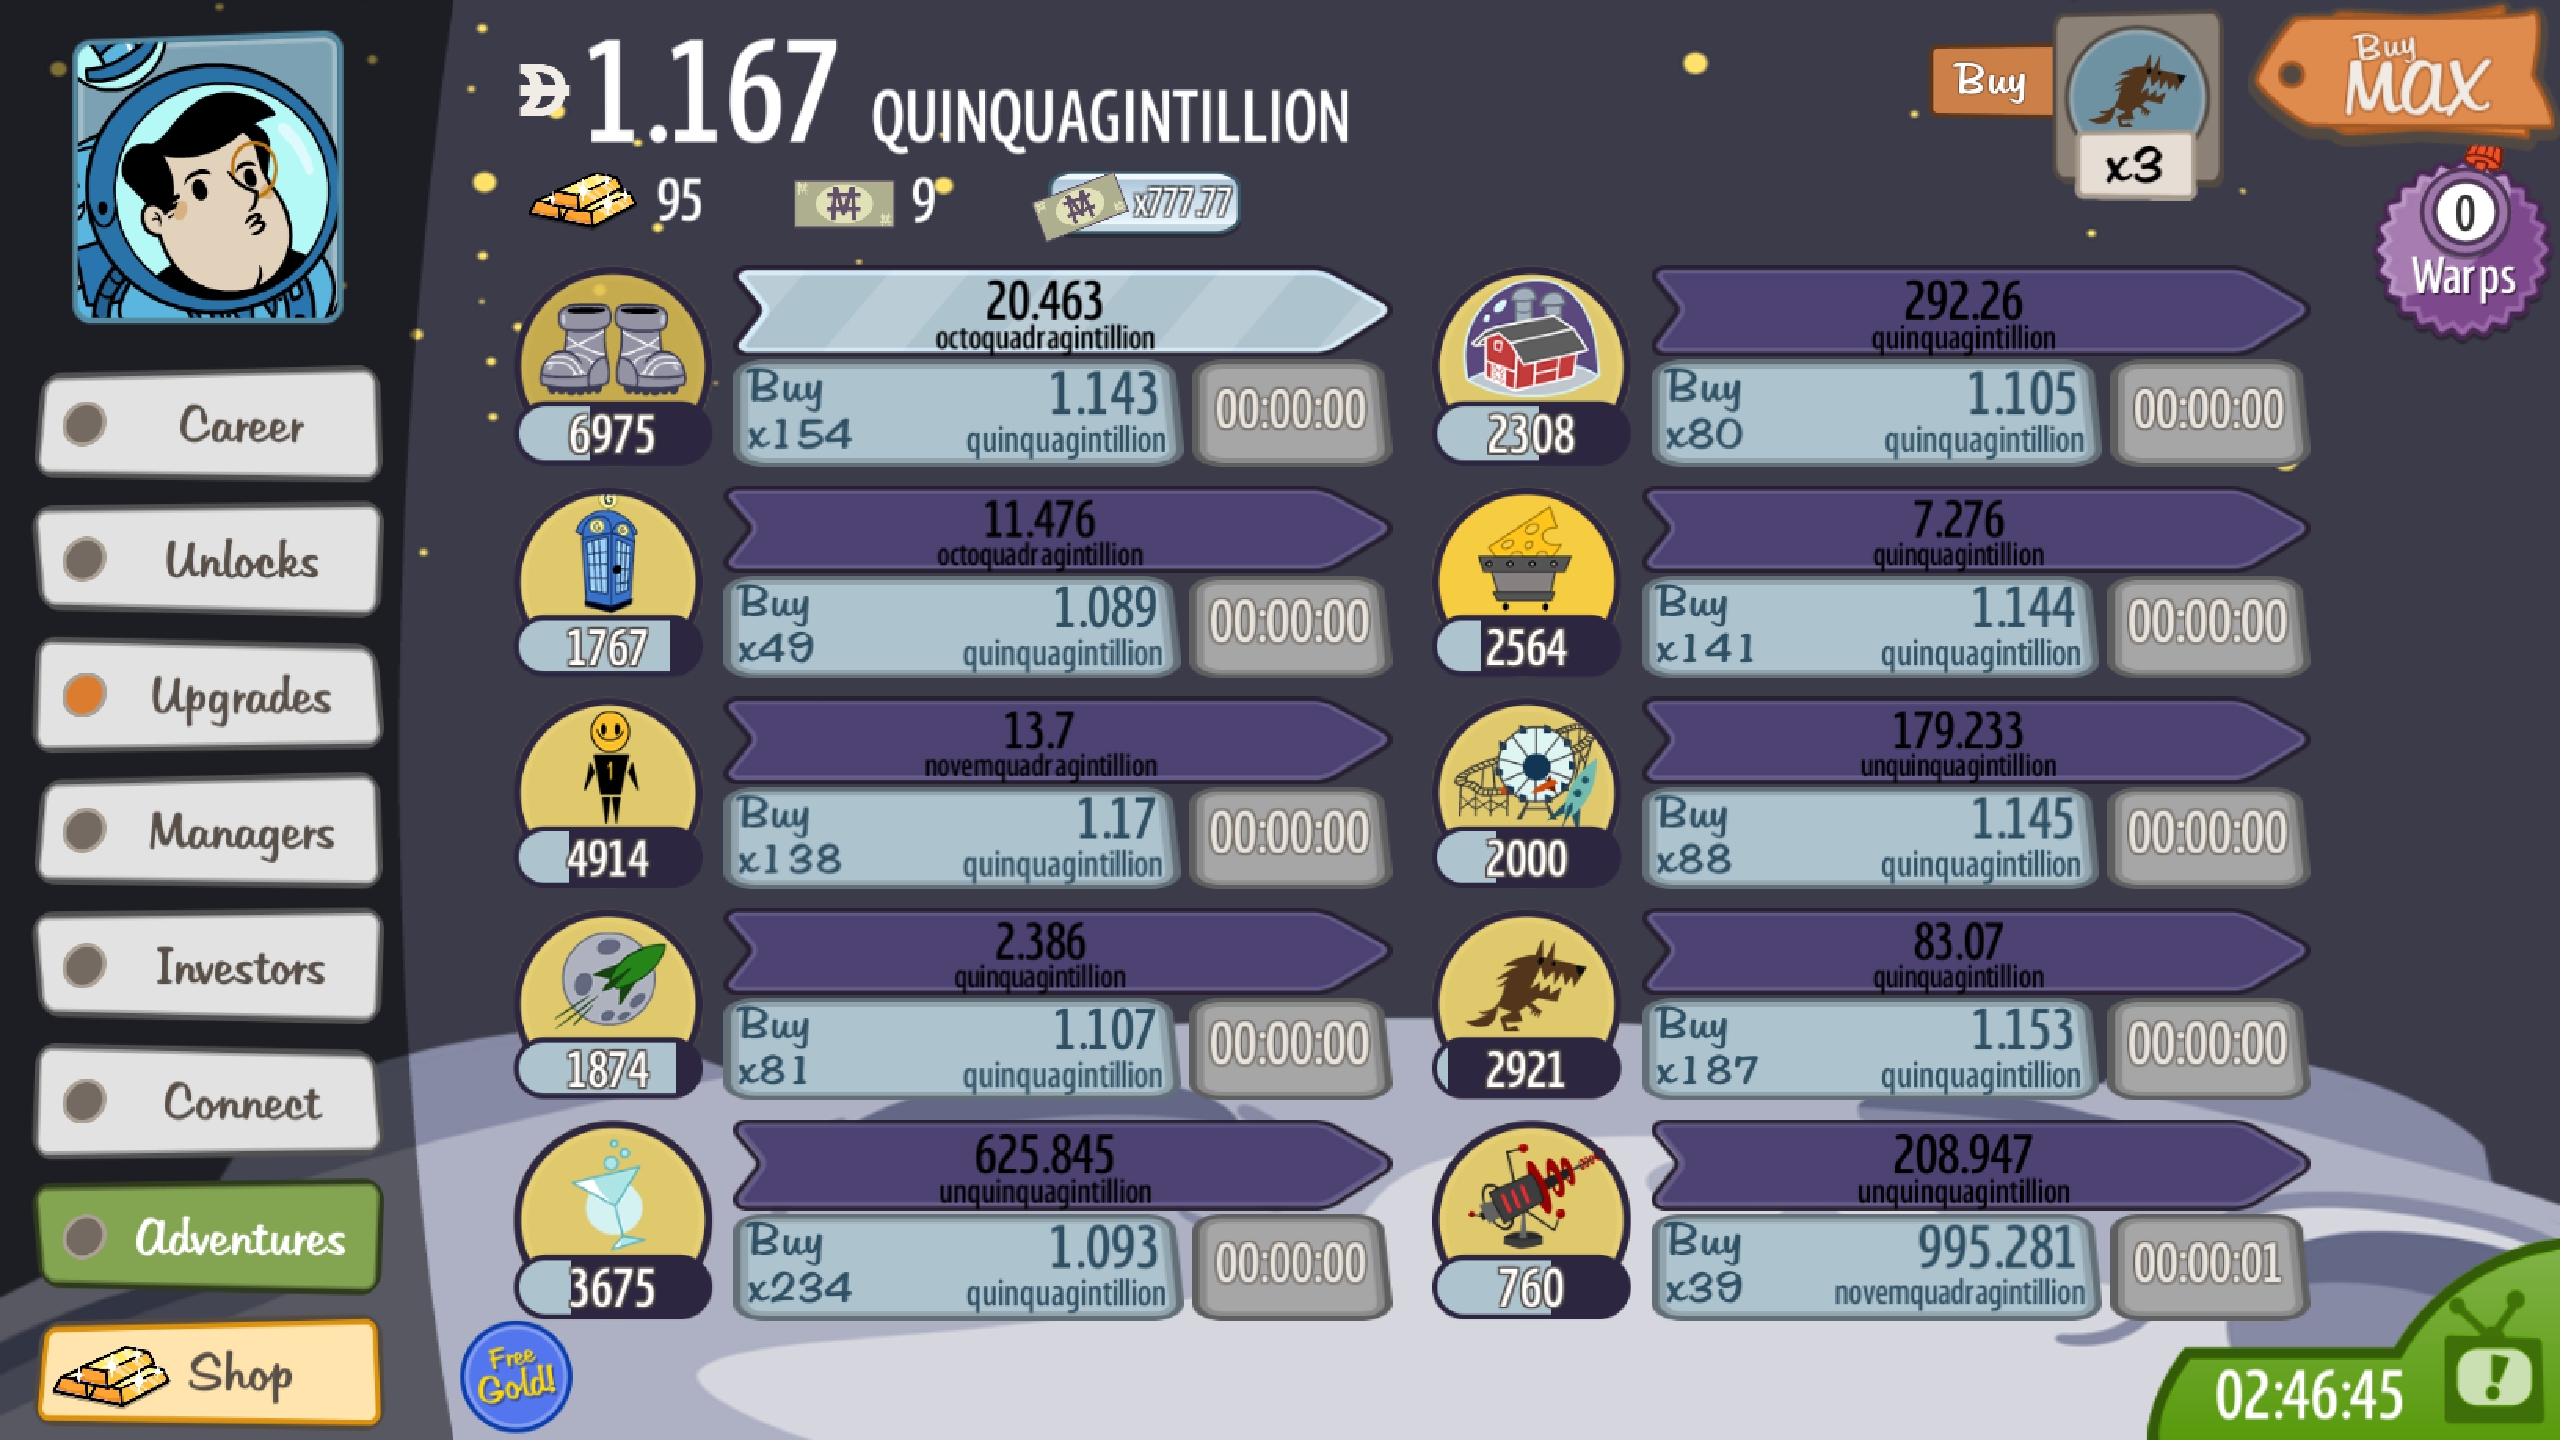 1.167 QUINQUAGINTILLION
Buy
x3
Buy
MAX
95
9
x777.77
0
Warps
Career
Unlocks
Upgrades
Managers
Investors
Connect
Adventures
Shop
6975
20.463
octoquadragintillion
Buy
x154
1.143
quinquagintillion
00:00:00
2308
292.26
quinquagintillion
Buy
x80
1.105
quinquagintillion
00:00:00
G
1767
11.476
octoquadragintillion
Buy
x49
1.089
quinquagintillion
00:00:00
2564
7.276
quinquagintillion
Buy
x141
1.144
quinquagintillion
00:00:00
1
4914
13.7
novemquadragintillion
Buy
x138
1.17
quinquagintillion
00:00:00
2000
179.233
unquinquagintillion
Buy
x88
1.145
quinquagintillion
00:00:00
1874
2.386
quinquagintillion
Buy
x81
1.107
quinquagintillion
00:00:00
2921
83.07
quinquagintillion
Buy
x187
1.153
quinquagintillion
00:00:00
3675
625.845
unquinquagintillion
Buy
x234
1.093
quinquagintillion
00:00:00
760
208.947
unquinquagintillion
Buy
x39
995.281
novemquadragintillion
00:00:01
Free
Gold!
02:46:45
!